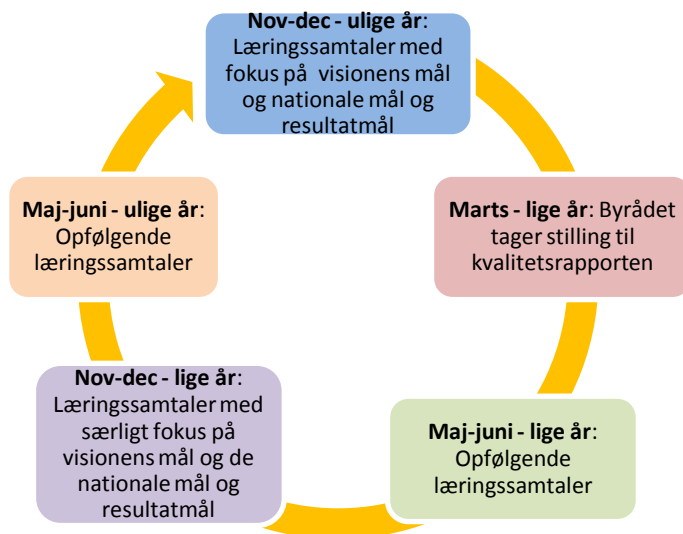 Nov-dec - ulige år:
Læringssamtaler med
fokus på visionens mål
og nationale mål og
resultatmål
Marts - lige år: Byrådet
tager stilling til
kvalitetsrapporten
Maj-juni - lige år:
Opfølgende
læringssamtaler
Nov-dec - lige år:
Læringssamtaler med
særligt fokus på
visionens mål og de
nationale mål og
resultatmål
Maj-juni - ulige år:
Opfølgende
læringssamtaler